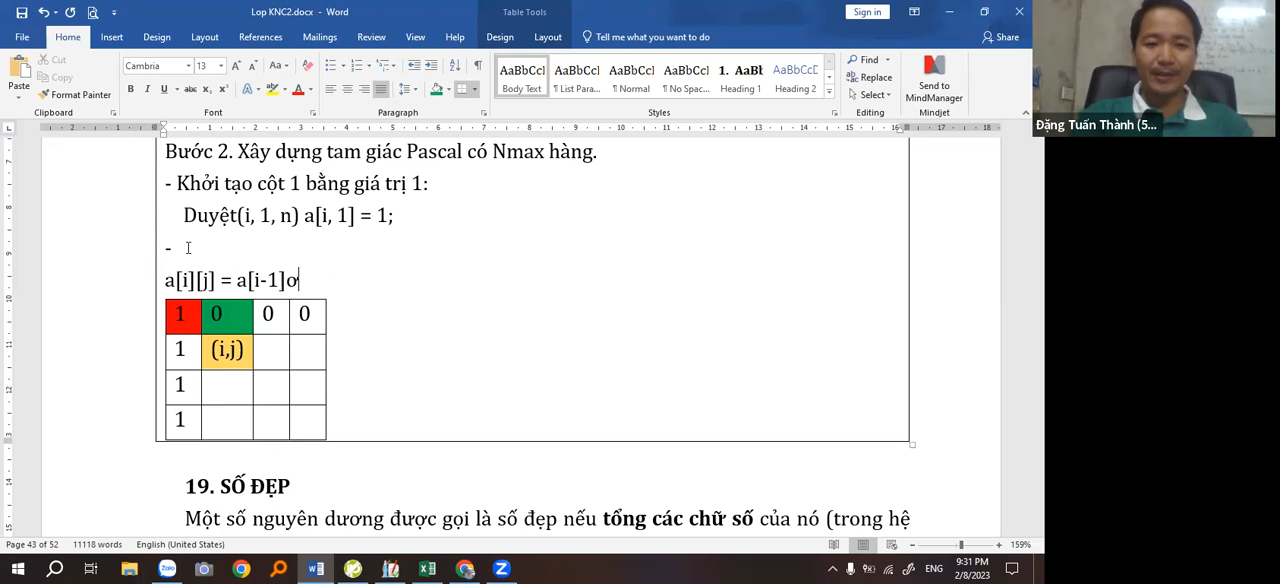 Lop KNC2.docx - Word
Table Tools
Sign in
File
Home
Insert
Design
Layout
References
Mailings
Review
View
Help
Design
Layout
Tell me what you want to do
Share
Paste
Cut
Copy
Format Painter
Clipboard
Cambria
13
Font
Paragraph
AaBbCcl AaBbCcI AaBbCcI AaBbCcI 1. AaBb AaBbCcD
Body Text ¶ List Para... ¶ Normal ¶ No Spac... Heading 1 Heading 2
Styles
Find
Replace
Select
Editing
Send to
MindManager
Mindjet
Đặng Tuấn Thành (5...
Bước 2. Xây dựng tam giác Pascal có Nmax hàng.
- Khởi tạo cột 1 bằng giá trị 1:
Duyệt(i, 1, n) a[i, 1] = 1;
-
a[i][j] = a[i-1]ơ
1 0 0 0
1 (i,j)
1
1
19. SỐ ĐẸP
Một số nguyên dương được gọi là số đẹp nếu tổng các chữ số của nó (trong hệ
Page 43 of 52 11118 words English (United States)
159%
Zalo
ENG
9:31 PM
2/8/2023